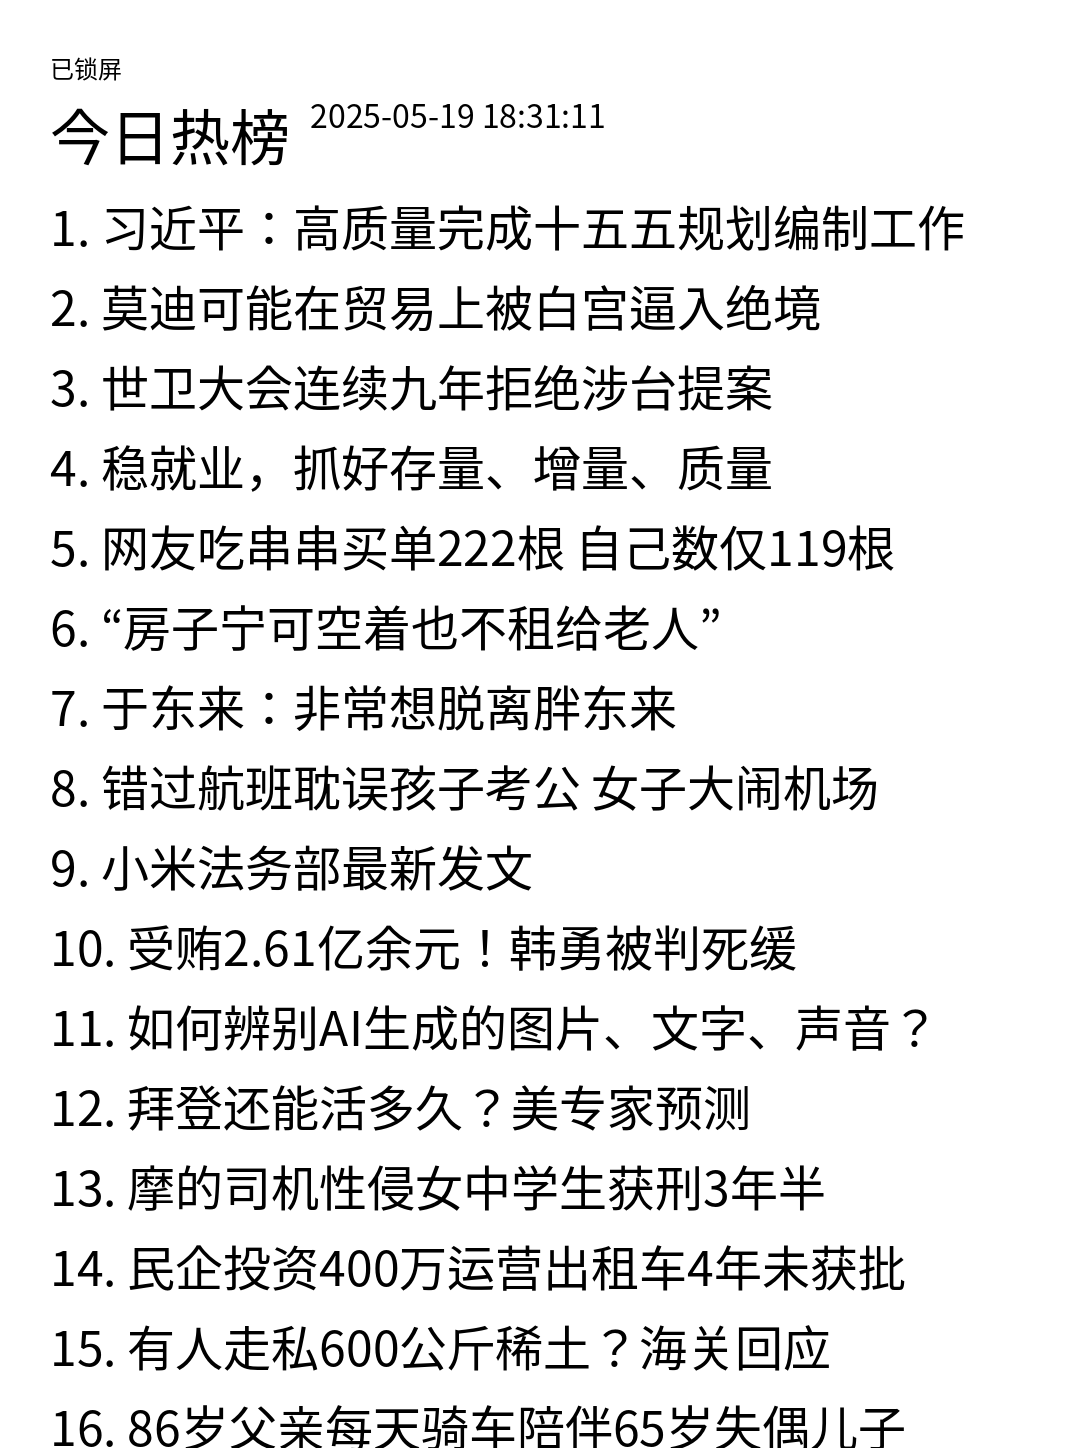 已锁屏
今日热榜 2025-05-19 18:31:11
1. 习近平：高质量完成十五五规划编制工作
2. 莫迪可能在贸易上被白宫逼入绝境
3. 世卫大会连续九年拒绝涉台提案
4. 稳就业，抓好存量、增量、质量
5. 网友吃串串买单222根 自己数仅119根
6. “房子宁可空着也不租给老人”
7. 于东来：非常想脱离胖东来
8. 错过航班耽误孩子考公 女子大闹机场
9. 小米法务部最新发文
10. 受贿2.61亿余元！韩勇被判死缓
11. 如何辨别AI生成的图片、文字、声音？
12. 拜登还能活多久？美专家预测
13. 摩的司机性侵女中学生获刑3年半
14. 民企投资400万运营出租车4年未获批
15. 有人走私600公斤稀土？海关回应
16. 86岁父亲每天骑车陪伴65岁失偶儿子